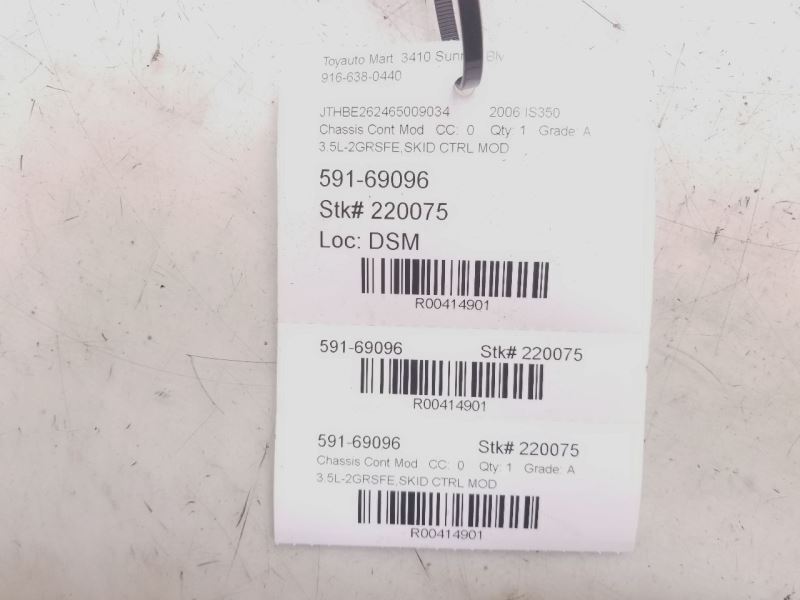 Toyauto Mart 3410
916-638-0440
JTHBE262465009034 2006 IS350
Chassis Cont Mod CC: 0 Qty: 1 Grade: A
3.5L-2GRSFE,SKID CTRL MOD
591-69096
Stk# 220075
Loc: DSM
R00414901
591-69096 Stk# 220075
R00414901
591-69096 Stk# 220075
Chassis Cont Mod CC: 0 Qty: 1 Grade: A
3.5L-2GRSFE,SKID CTRL MOD
R00414901